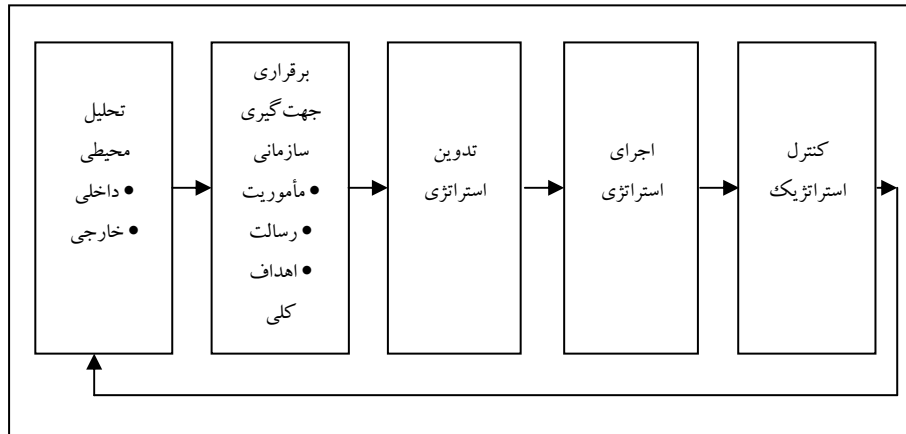 تحلیل
محیطی
• داخلی
• خارجی
برقراری
جهت‌گیری
سازمانی
• مأموریت
• رسالت
• اهداف
کلی
تدوین
استراتژی
اجرای
استراتژی
کنترل
استراتژیک